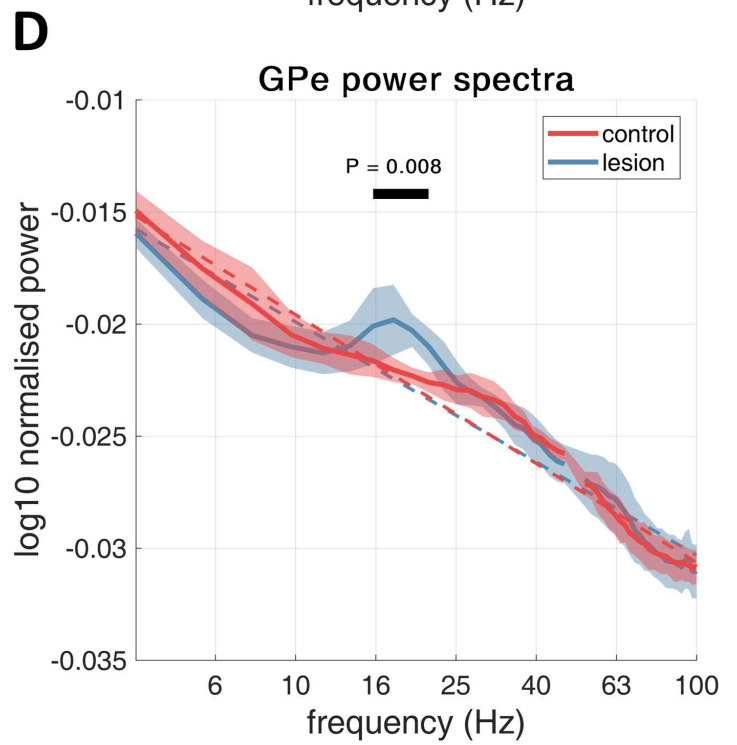 frequency (Hz)
D
GPe power spectra
-0.01
control
lesion
P = 0.008
-0.015
-0.02
-0.025
-0.03
-0.035
log10 normalised power
6 10 16 25 40 63 100
frequency (Hz)